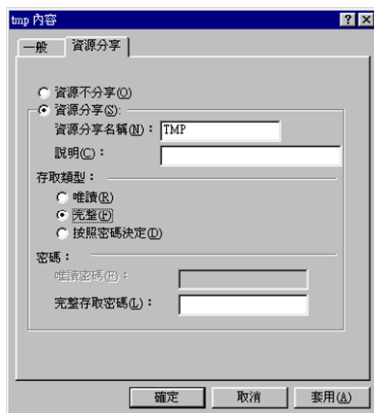 tmp 內容
一般 資源分享
資源不分享(O)
資源分享(S):
資源分享名稱(N)： TMP
說明(C)：
存取類型：
唯讀(R)
完整(F)
按照密碼決定(D)
密碼：
唯讀密碼(E)：
完整存取密碼(L)：
確定 取消 套用(A)